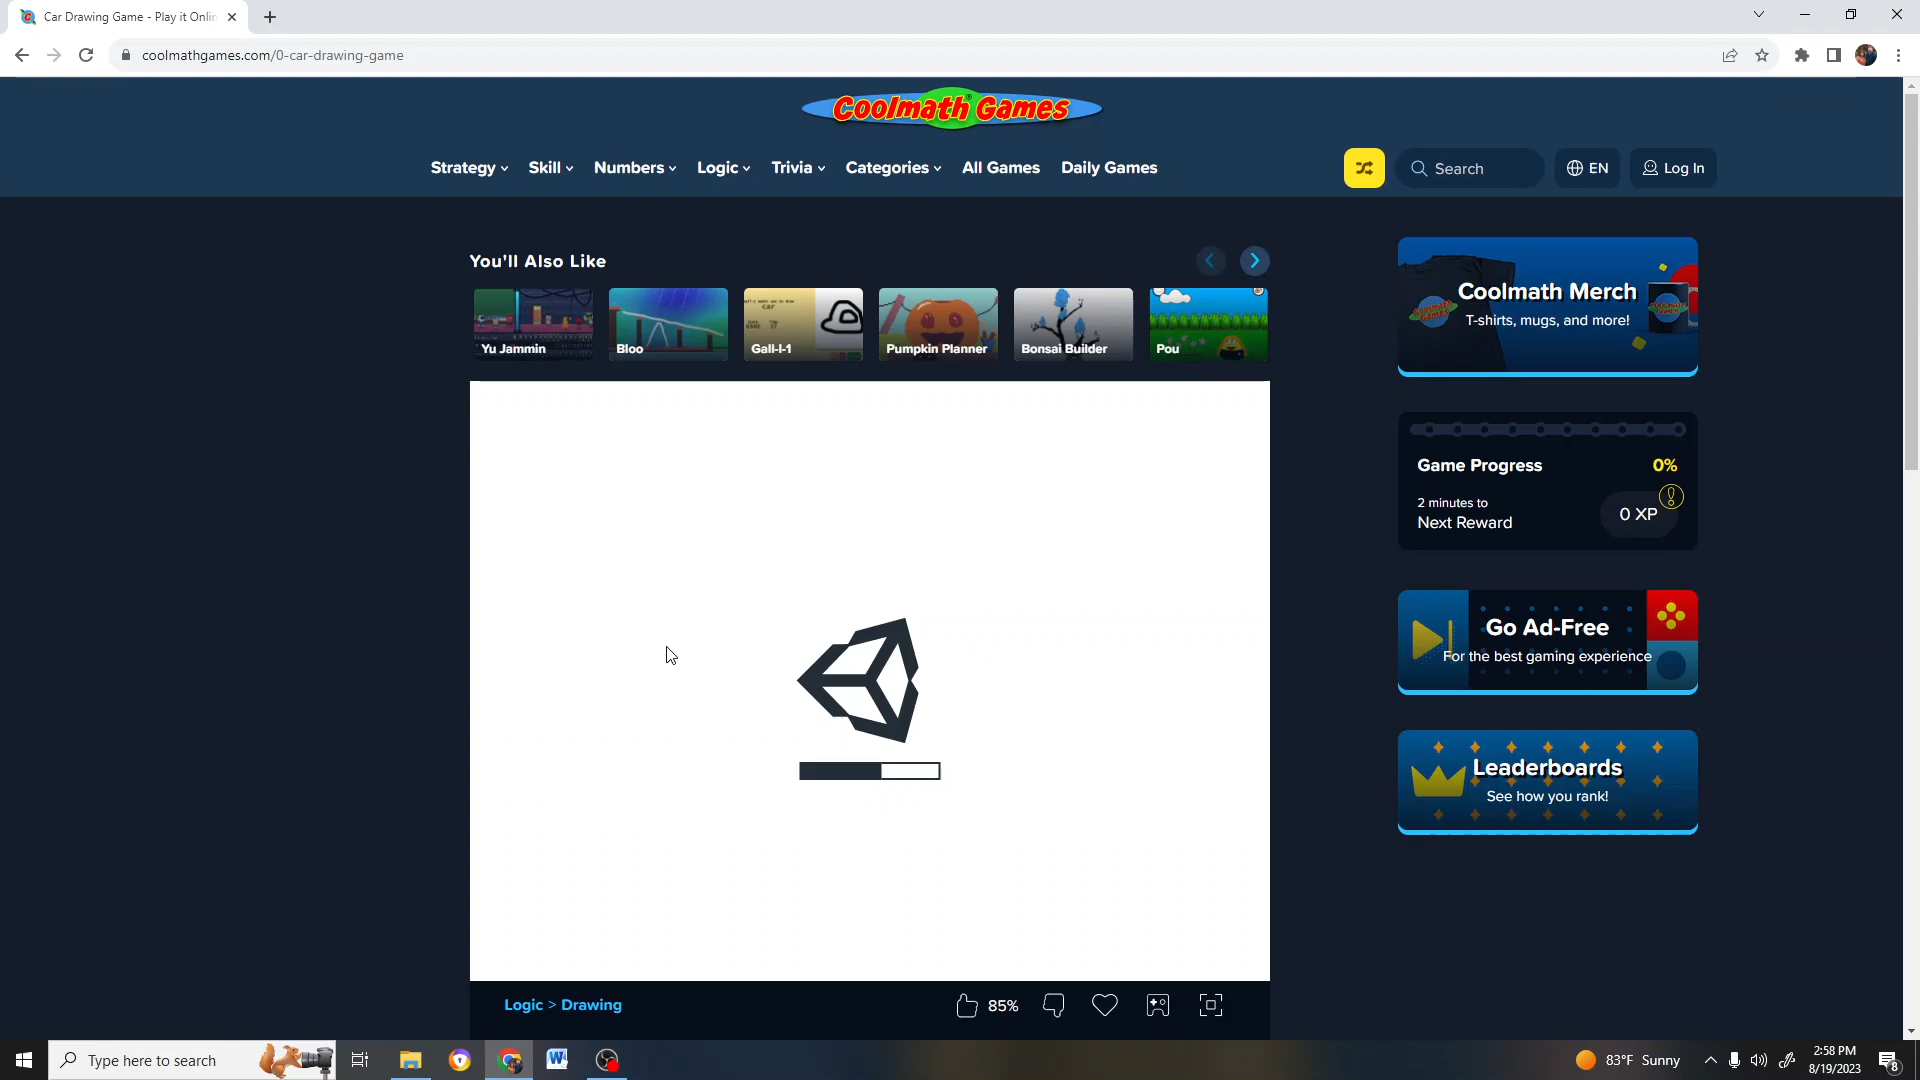 Car Drawing Game - Play it Onlin
coolmathgames.com/0-car-drawing-game
Coolmath Games
Strategy Skill Numbers Logic Trivia Categories All Games Daily Games Search EN Log In
You'll Also Like
Yu Jammin Bloo Gall-I-1 Pumpkin Planner Bonsai Builder Pou
car
Coolmath Merch
T-shirts, mugs, and more!
Game Progress 0%
2 minutes to
Next Reward
0 XP
Go Ad-Free
For the best gaming experience
Leaderboards
See how you rank!
Logic > Drawing 85%
Type here to search
83°F Sunny
2:58 PM
8/19/2023
8